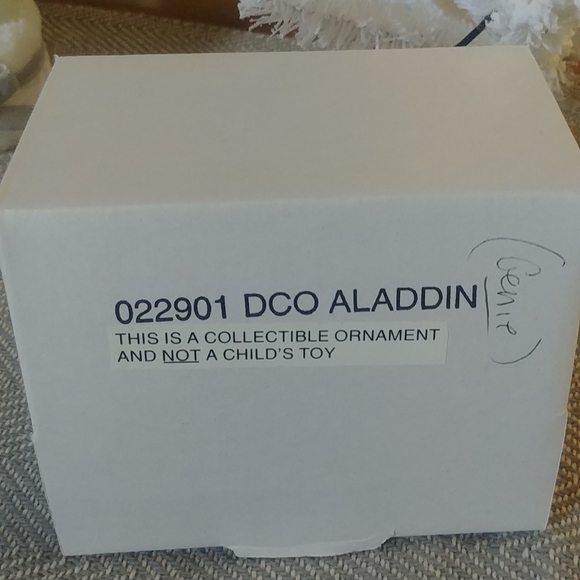 022901 DCO ALADDIN
(Genie)
THIS IS A COLLECTIBLE ORNAMENT
AND NOT A CHILD'S TOY